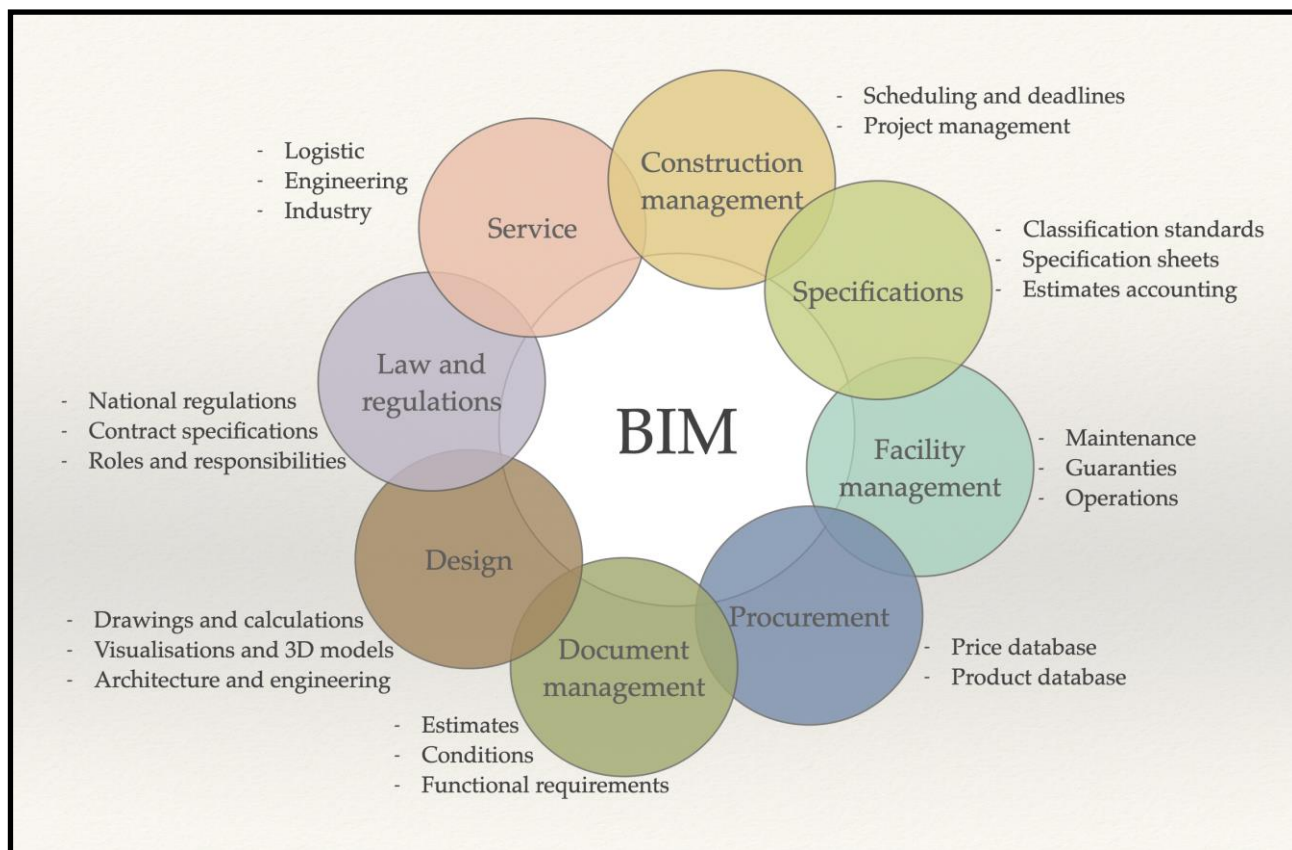 Construction
management
- Scheduling and deadlines
- Project management
Specifications
- Classification standards
- Specification sheets
- Estimates accounting
Facility
management
- Maintenance
- Guaranties
- Operations
Procurement
- Price database
- Product database
Document
management
- Estimates
- Conditions
- Functional requirements
Design
- Drawings and calculations
- Visualisations and 3D models
- Architecture and engineering
Law and
regulations
- National regulations
- Contract specifications
- Roles and responsibilities
Service
- Logistic
- Engineering
- Industry
BIM